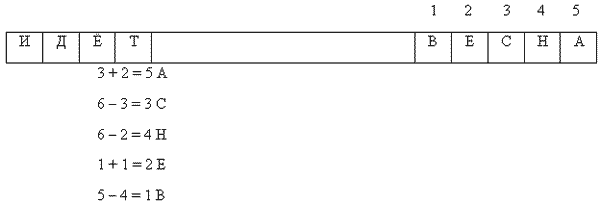 1 2 3 4 5
И Д Ё Т В Е С Н А
3 + 2 = 5 А
6 – 3 = 3 С
6 – 2 = 4 Н
1 + 1 = 2 Е
5 – 4 = 1 В